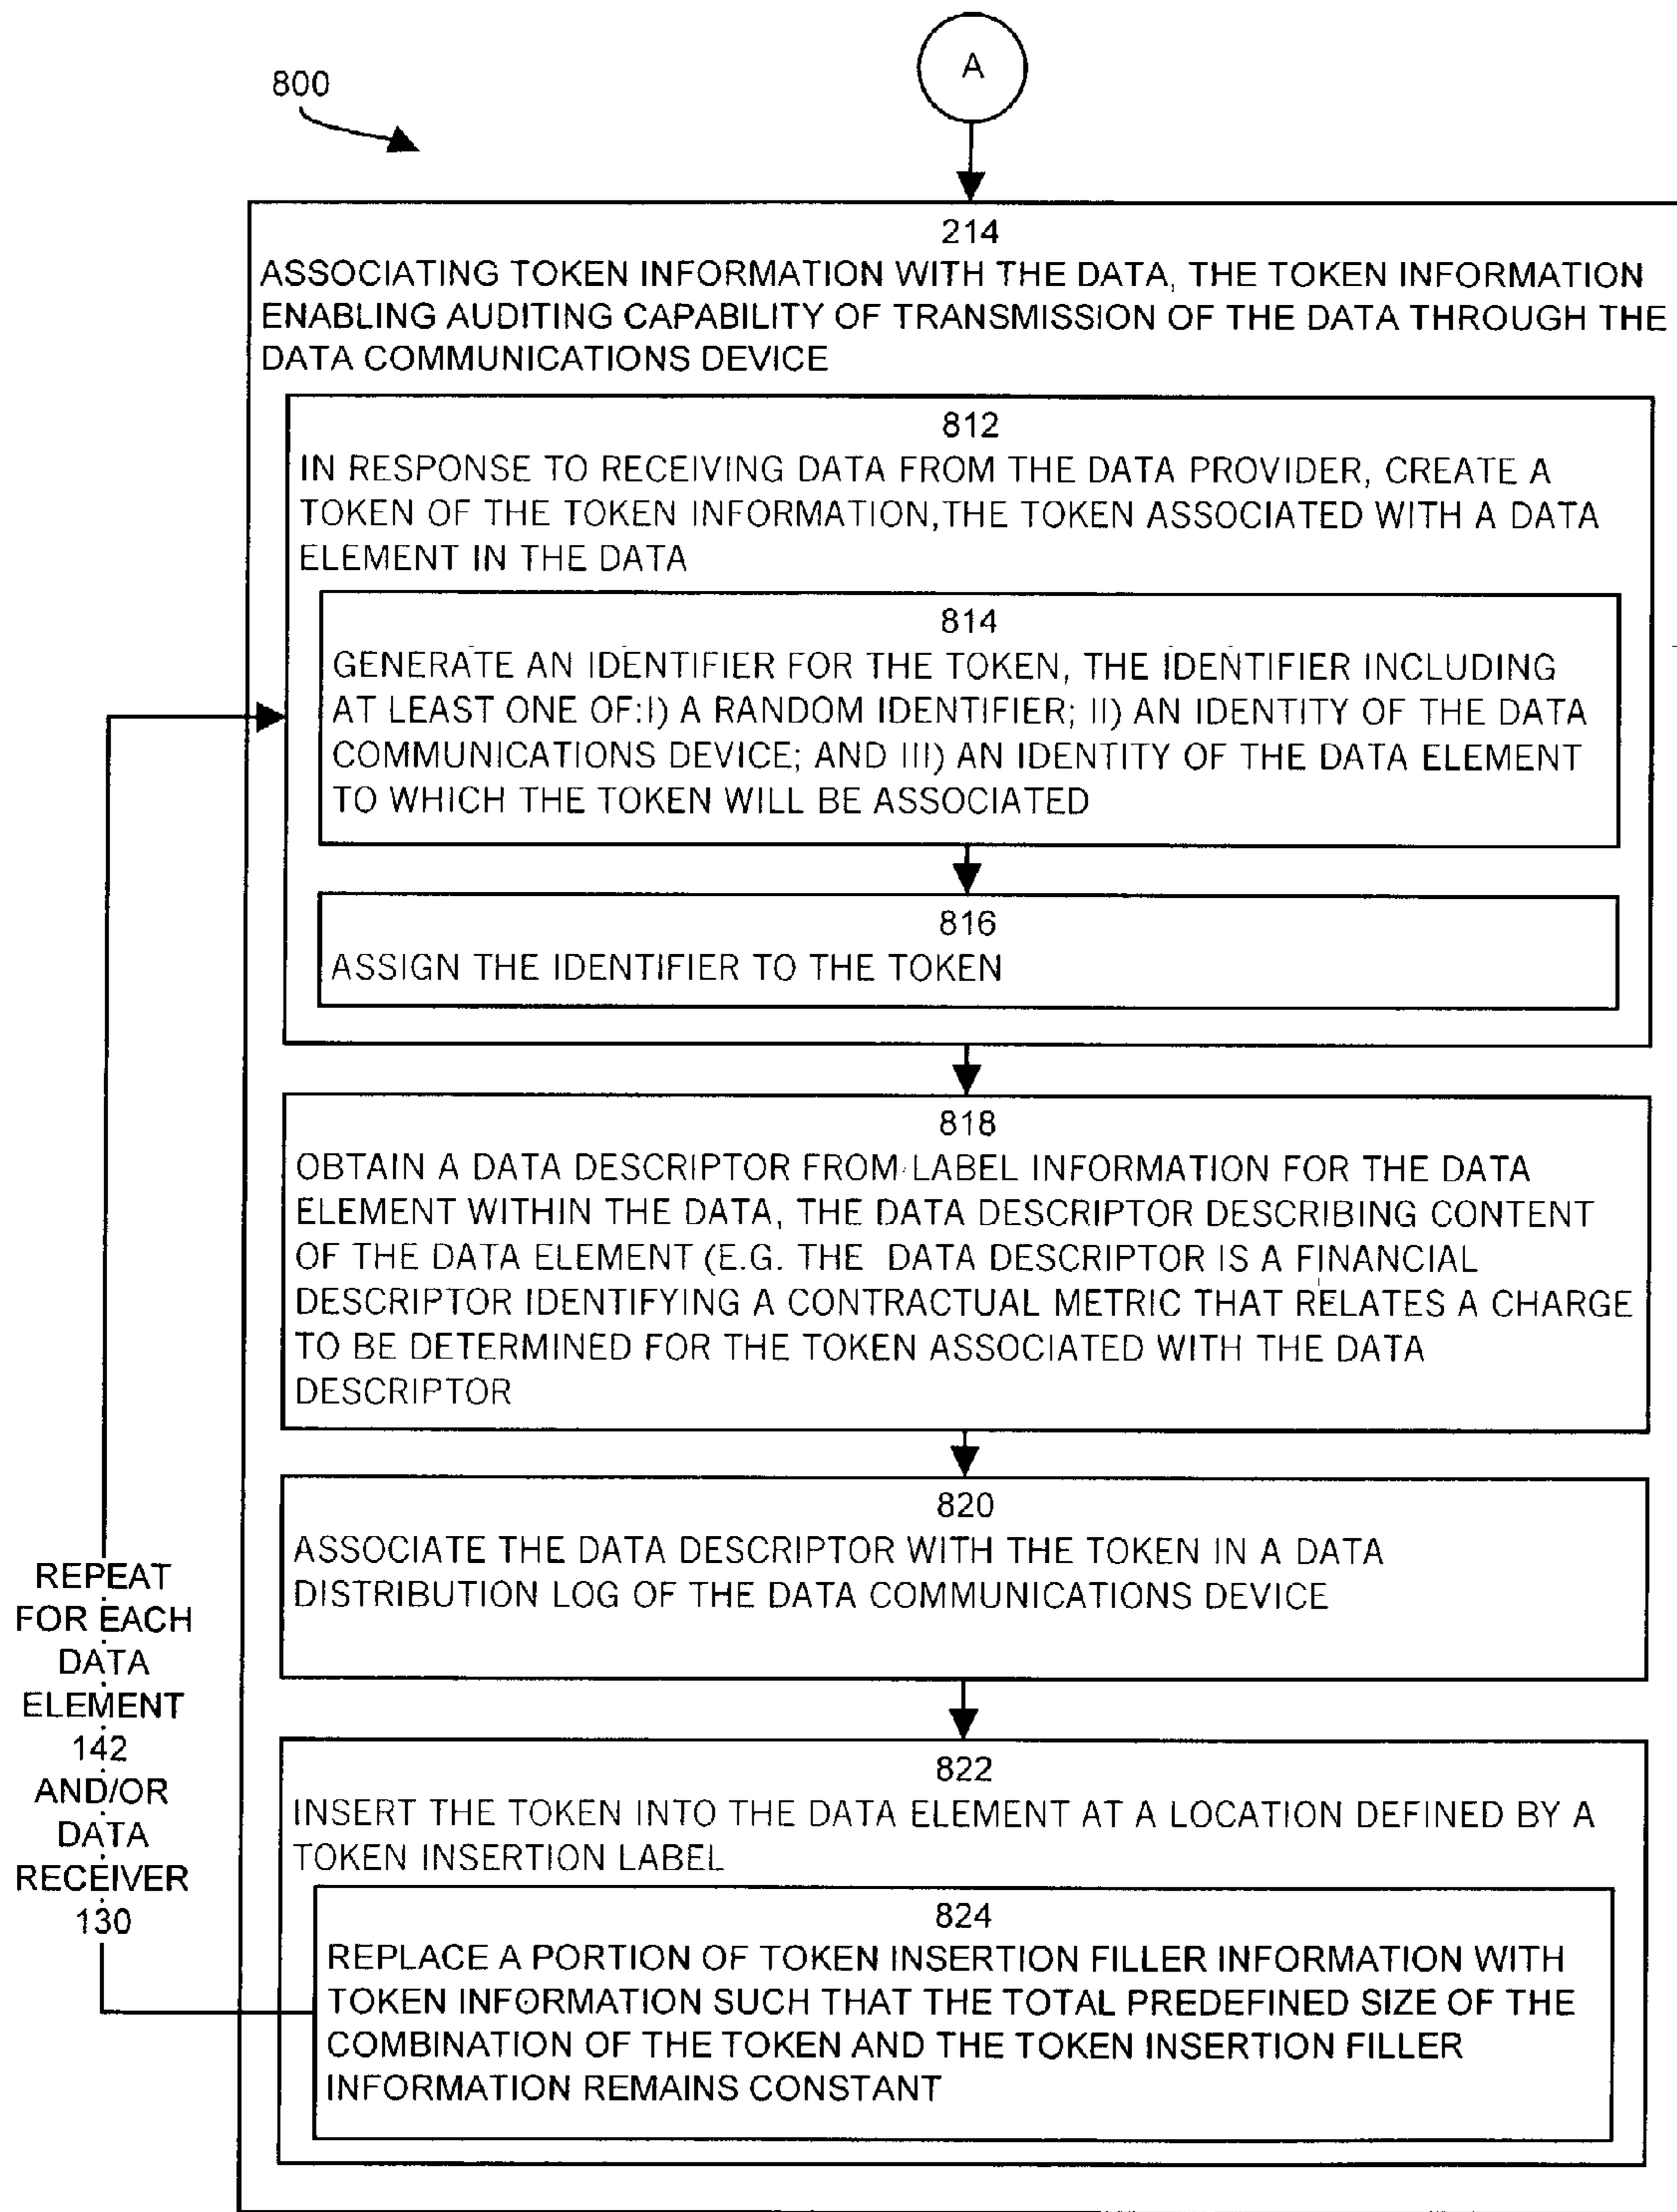 A
800
214
ASSOCIATING TOKEN INFORMATION WITH THE DATA, THE TOKEN INFORMATION
ENABLING AUDITING CAPABILITY OF TRANSMISSION OF THE DATA THROUGH THE
DATA COMMUNICATIONS DEVICE
812
IN RESPONSE TO RECEIVING DATA FROM THE DATA PROVIDER, CREATE A
TOKEN OF THE TOKEN INFORMATION,THE TOKEN ASSOCIATED WITH A DATA
ELEMENT IN THE DATA
814
GENERATE AN IDENTIFIER FOR THE TOKEN, THE IDENTIFIER INCLUDING
AT LEAST ONE OF:I) A RANDOM IDENTIFIER; II) AN IDENTITY OF THE DATA
COMMUNICATIONS DEVICE; AND III) AN IDENTITY OF THE DATA ELEMENT
TO WHICH THE TOKEN WILL BE ASSOCIATED
816
ASSIGN THE IDENTIFIER TO THE TOKEN
818
OBTAIN A DATA DESCRIPTOR FROM LABEL INFORMATION FOR THE DATA
ELEMENT WITHIN THE DATA, THE DATA DESCRIPTOR DESCRIBING CONTENT
OF THE DATA ELEMENT (E.G. THE DATA DESCRIPTOR IS A FINANCIAL
DESCRIPTOR IDENTIFYING A CONTRACTUAL METRIC THAT RELATES A CHARGE
TO BE DETERMINED FOR THE TOKEN ASSOCIATED WITH THE DATA
DESCRIPTOR
820
ASSOCIATE THE DATA DESCRIPTOR WITH THE TOKEN IN A DATA
DISTRIBUTION LOG OF THE DATA COMMUNICATIONS DEVICE
822
INSERT THE TOKEN INTO THE DATA ELEMENT AT A LOCATION DEFINED BY A
TOKEN INSERTION LABEL
824
REPLACE A PORTION OF TOKEN INSERTION FILLER INFORMATION WITH
TOKEN INFORMATION SUCH THAT THE TOTAL PREDEFINED SIZE OF THE
COMBINATION OF THE TOKEN AND THE TOKEN INSERTION FILLER
INFORMATION REMAINS CONSTANT
REPEAT
FOR EACH
DATA
ELEMENT
142
AND/OR
DATA
RECEIVER
130